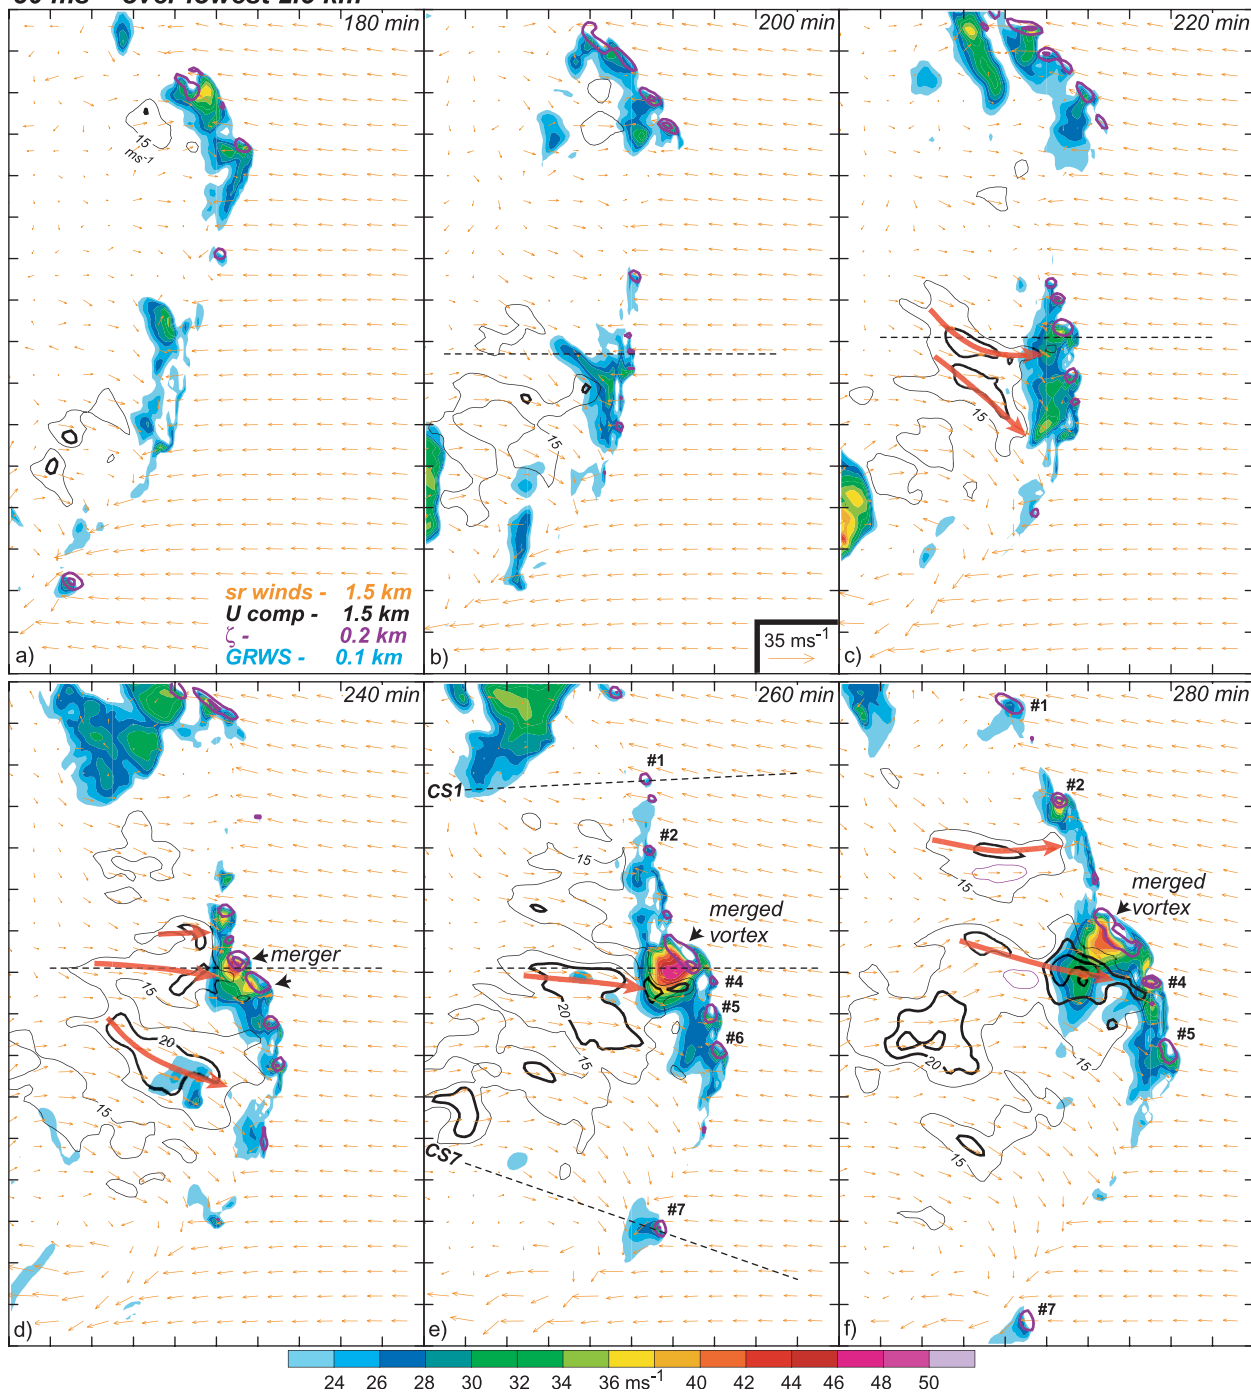 180 min
200 min
220 min
15
ms-1
15
15
sr winds - 1.5 km
U comp - 1.5 km
ζ - 0.2 km
GRWS - 0.1 km
35 ms-1
a)
b)
c)
240 min
260 min
280 min
#1
#1
CS1
#2
#2
15
15
merged
vortex
merged
vortex
merger
#4
#4
15
20
#5
#5
20
#6
15
15
20
15
15
CS7
#7
#7
d)
e)
f)
24 26 28 30 32 34 36 ms-1 40 42 44 46 48 50